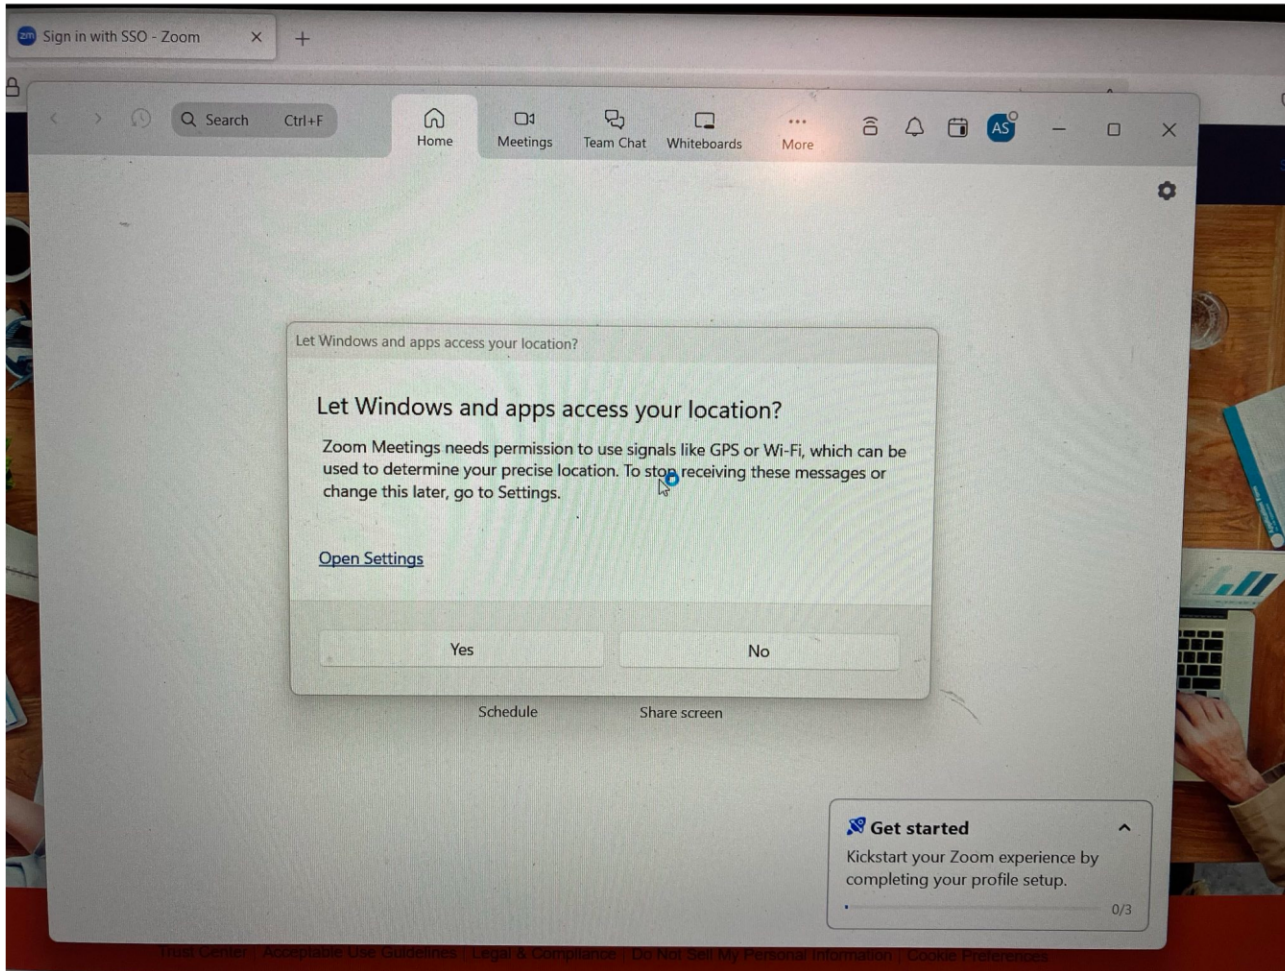 zm Sign in with SSO - Zoom
Search Ctrl+F
Home
Meetings
Team Chat
Whiteboards
More
AS
Let Windows and apps access your location?
Let Windows and apps access your location?
Zoom Meetings needs permission to use signals like GPS or Wi-Fi, which can be
used to determine your precise location. To stop receiving these messages or
change this later, go to Settings.
Open Settings
Yes No
Schedule Share screen
Get started
Kickstart your Zoom experience by
completing your profile setup.
0/3
Trust Center | Acceptable Use Guidelines | Legal & Compliance | Do Not Sell My Personal Information | Cookie Preferences